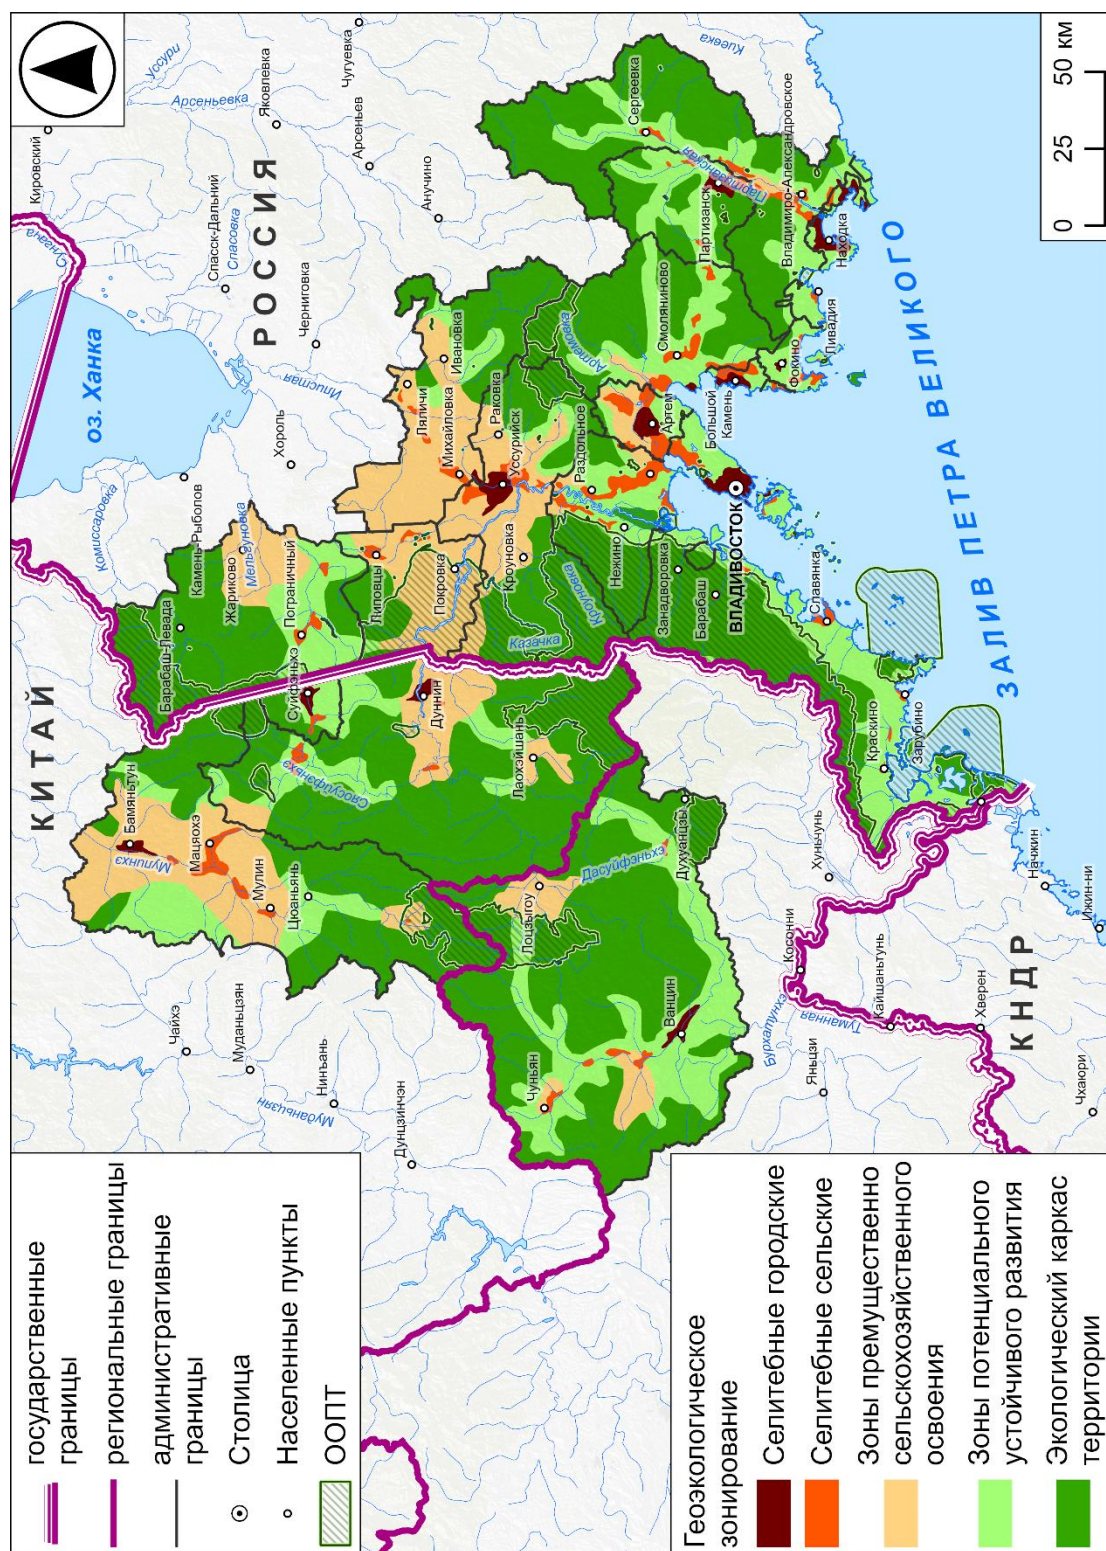 государственные
границы
региональные границы
административные
границы
Столица
Населенные пункты
ООПТ
Геоэкологическое
зонирование
Селитебные городские
Селитебные сельские
Зоны премущественно
сельскохозяйственного
освоения
Зоны потенциального
устойчивого развития
Экологический каркас
территории
КИТАЙ
РОССИЯ
КНДР
оз. Ханка
ЗАЛИВ ПЕТРА ВЕЛИКОГО
0 25 50 км
Кировский
Сунгача
Уссури
Арсеньевка
Яковлевка
Чугуевка
Спасск-Дальний
Спасовка
Арсеньев
Черниговка
Анучино
Илистая
Хороль
Комиссаровка
Камень-Рыболов
Барабаш-Левада
Жариково
Мельгуновка
Пограничный
Липовцы
Покровка
Ляличи
Ивановка
Михайловка
Раковка
Уссурийск
Кроуновка
Казачка
Кроуновка
Раздольное
Нежино
Занадворовка
Барабаш
Артемовка
Артем
Смоляниново
Большой
Камень
ВЛАДИВОСТОК
Фокино
Ливадия
Находка
Владимиро-Александровское
Партизанск
Партизанская
Сергеевка
Киевка
Славянка
Краскино
Зарубино
Бамяньтун
Мулинхэ
Мацяохэ
Мулин
Цюаньянь
Суйфэньхэ
Сяосуйфэньхэ
Дуннин
Лаохэйшань
Лоцзыгоу
Дасуйфэньхэ
Духуанцзы
Ванцин
Чуньян
Чайхэ
Муданьцзян
Нинъань
Муданьцзян
Дунцзинчэн
Хуньчунь
Косонни
Бурхатунхэ
Туманная
Кайшаньтунь
Яньцзи
Хверен
Чхаюри
Начжин
Ижин-ни